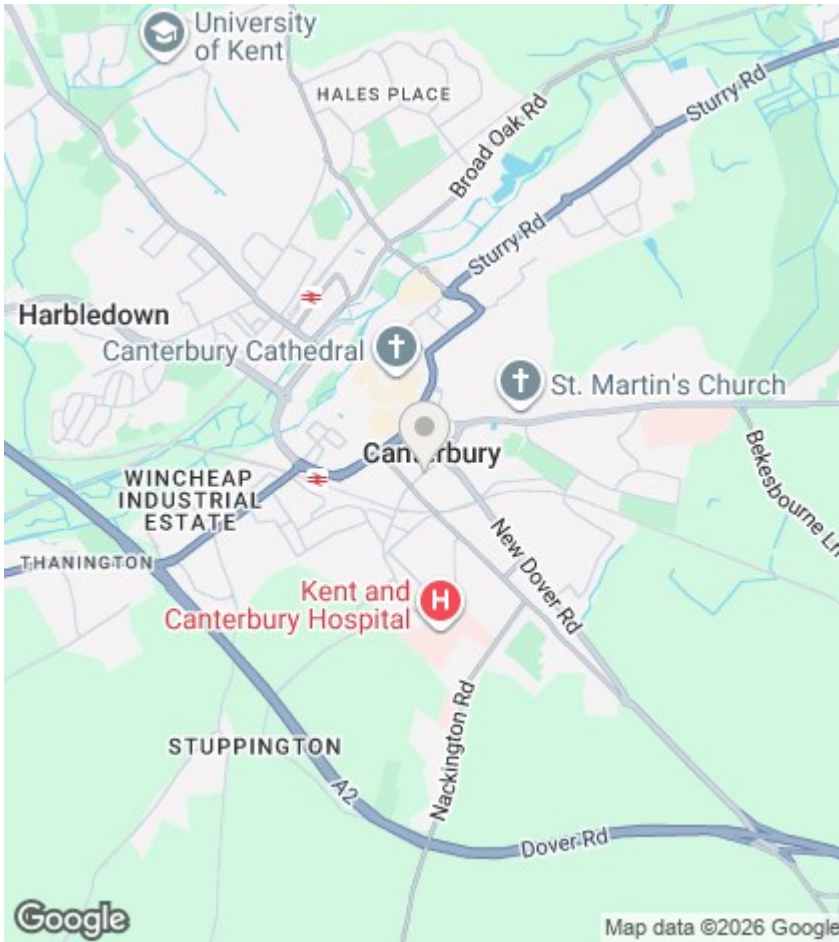 University
of Kent
HALES PLACE
Broad Oak Rd
Sturry Rd
Sturry Rd
Harbledown
Canterbury Cathedral
St. Martin's Church
Canterbury
WINCHEAP
INDUSTRIAL
ESTATE
Bekesbourne Ln
THANINGTON
New Dover Rd
Kent and
Canterbury Hospital
H
Nackington Rd
STUPPINGTON
A2
Dover Rd
Google
Map data ©2026 Google